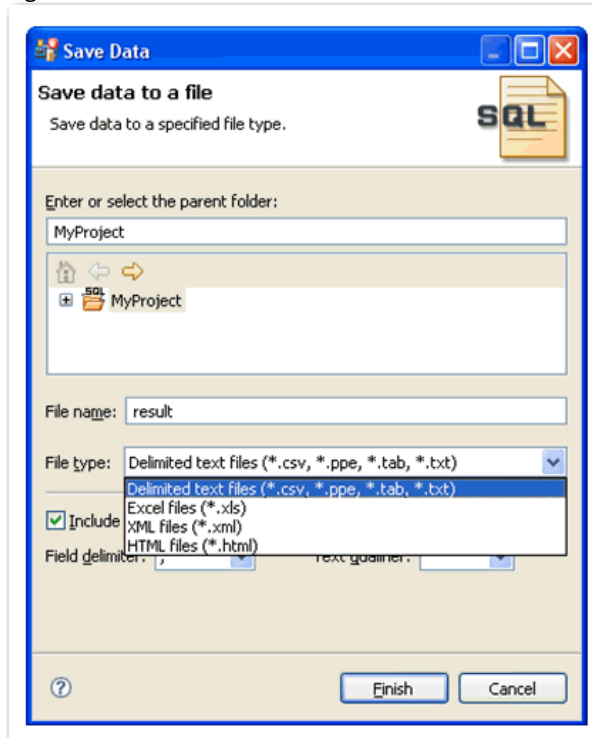 Save Data
Save data to a file
Save data to a specified file type.
SQL
Enter or select the parent folder:
MyProject
SQL
MyProject
File name: result
File type: Delimited text files (*.csv, *.ppe, *.tab, *.txt)
Delimited text files (*.csv, *.ppe, *.tab, *.txt)
Excel files (*.xls)
Include
XML files (*.xml)
HTML files (*.html)
Field delimiter: , Text qualifier:
? Finish Cancel